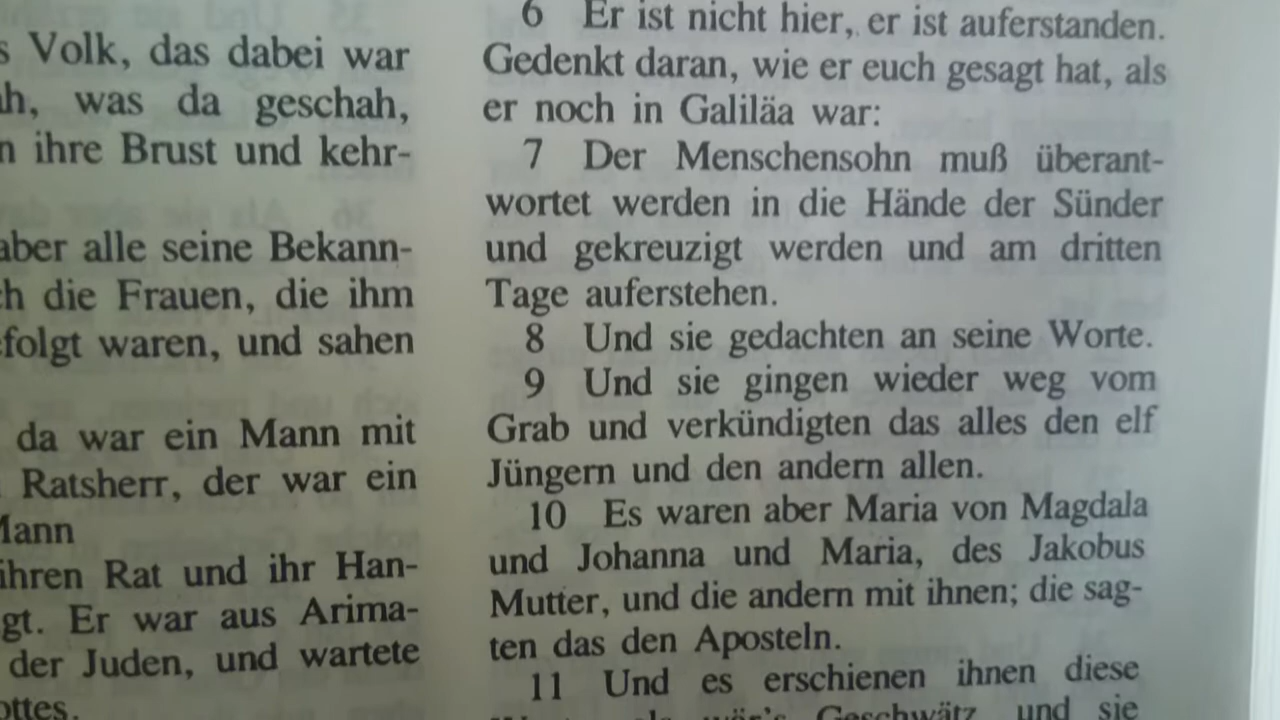 Volk, das dabei war
was da geschah,
ihre Brust und kehr-
aber alle seine Bekann-
die Frauen, die ihm
folgt waren, und sahen
da war ein Mann mit
Ratsherr, der war ein
Mann
ihren Rat und ihr Han-
gt. Er war aus Arima-
der Juden, und wartete
ottes.
6 Er ist nicht hier, er ist auferstanden.
Gedenkt daran, wie er euch gesagt hat, als
er noch in Galiläa war:
7 Der Menschensohn muß überant-
wortet werden in die Hände der Sünder
und gekreuzigt werden und am dritten
Tage auferstehen.
8 Und sie gedachten an seine Worte.
9 Und sie gingen wieder weg vom
Grab und verkündigten das alles den elf
Jüngern und den andern allen.
10 Es waren aber Maria von Magdala
und Johanna und Maria, des Jakobus
Mutter, und die andern mit ihnen; die sag-
ten das den Aposteln.
11 Und es erschienen ihnen diese
wär's Geschwätz und sie